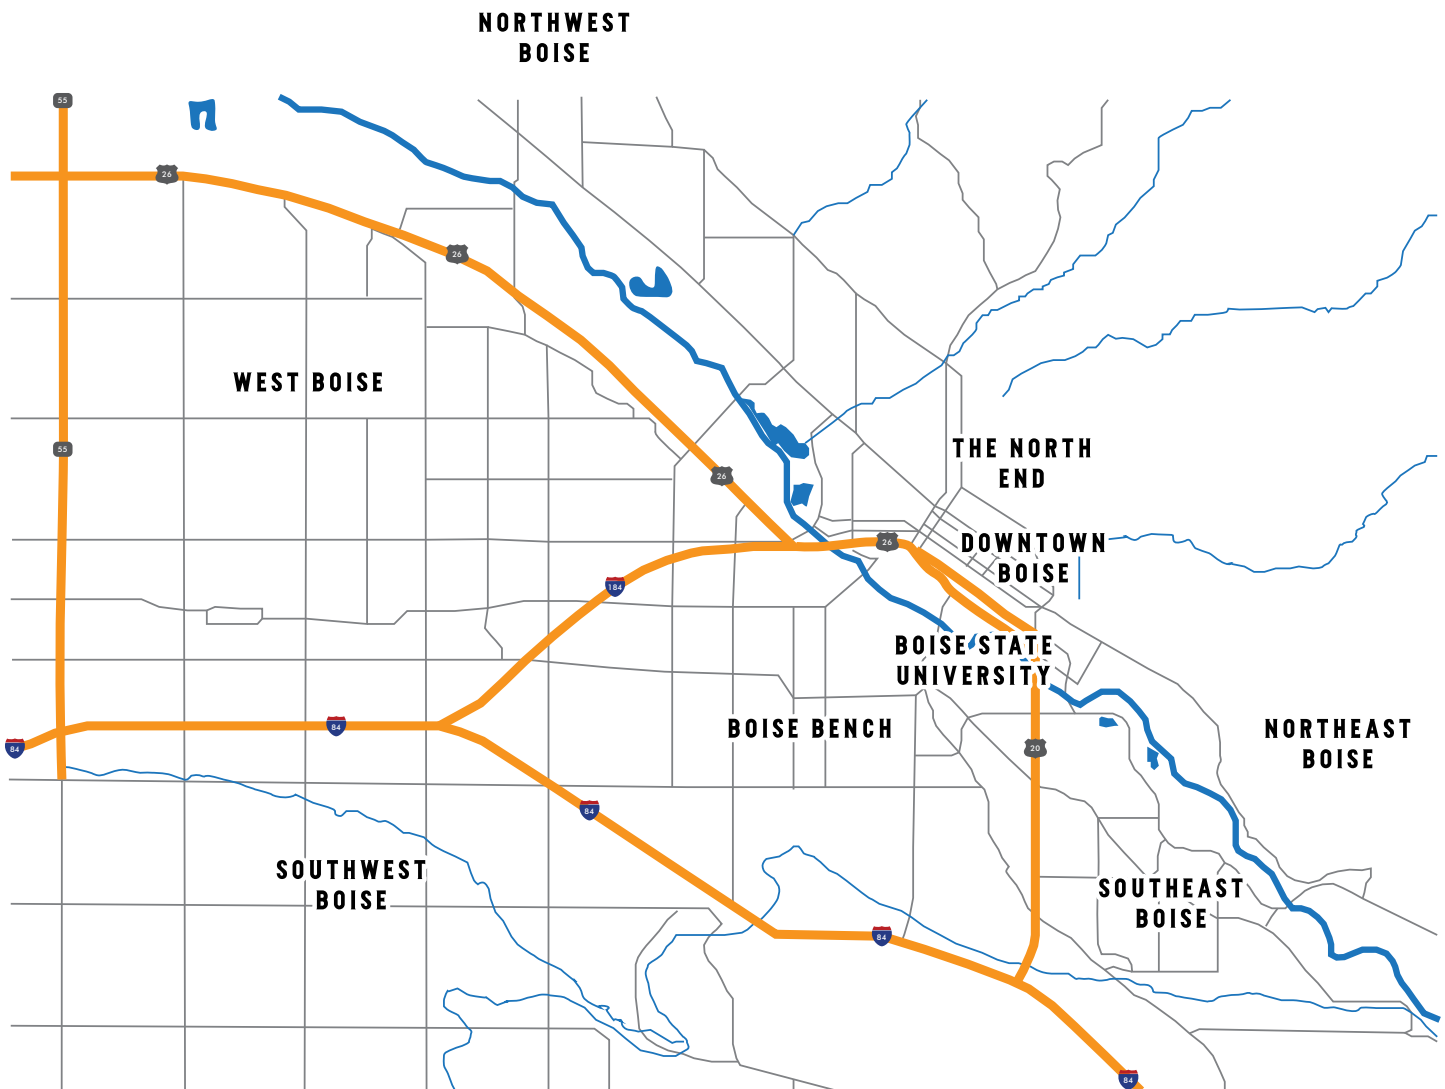 NORTHWEST
BOISE
55
26
26
WEST BOISE
55
THE NORTH
END
26
26
DOWNTOWN
BOISE
184
BOISE STATE
UNIVERSITY
84
84
BOISE BENCH
20
NORTHEAST
BOISE
84
SOUTHWEST
BOISE
SOUTHEAST
BOISE
84
84